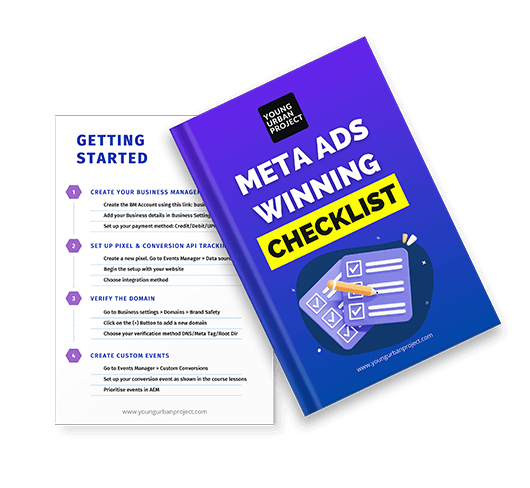 GETTING
STARTED
1
CREATE YOUR BUSINESS MANAGER
Create the BM Account using this link:
Add your Business details in Business
Set up your payment method: Credit/Debit/UPI
2
SET UP PIXEL & CONVERSION API TRACKING
Create a new pixel. Go to Events Manager > Data
Begin the setup with your website
Choose integration method
3
VERIFY THE DOMAIN
Go to Business settings > Domains > Brand Safety
Click on the (+) Button to add a new domain
Choose your verification method DNS/Meta Tag/Root Dir
4
CREATE CUSTOM EVENTS
Go to Events Manager > Custom Conversions
Set up your conversion event as shown in the course lessons
Prioritise events in AEM
www.youngurbanproject.com
YOUNG
URBAN
PROJECT
META ADS
WINNING
CHECKLIST
www.youngurbanproject.com